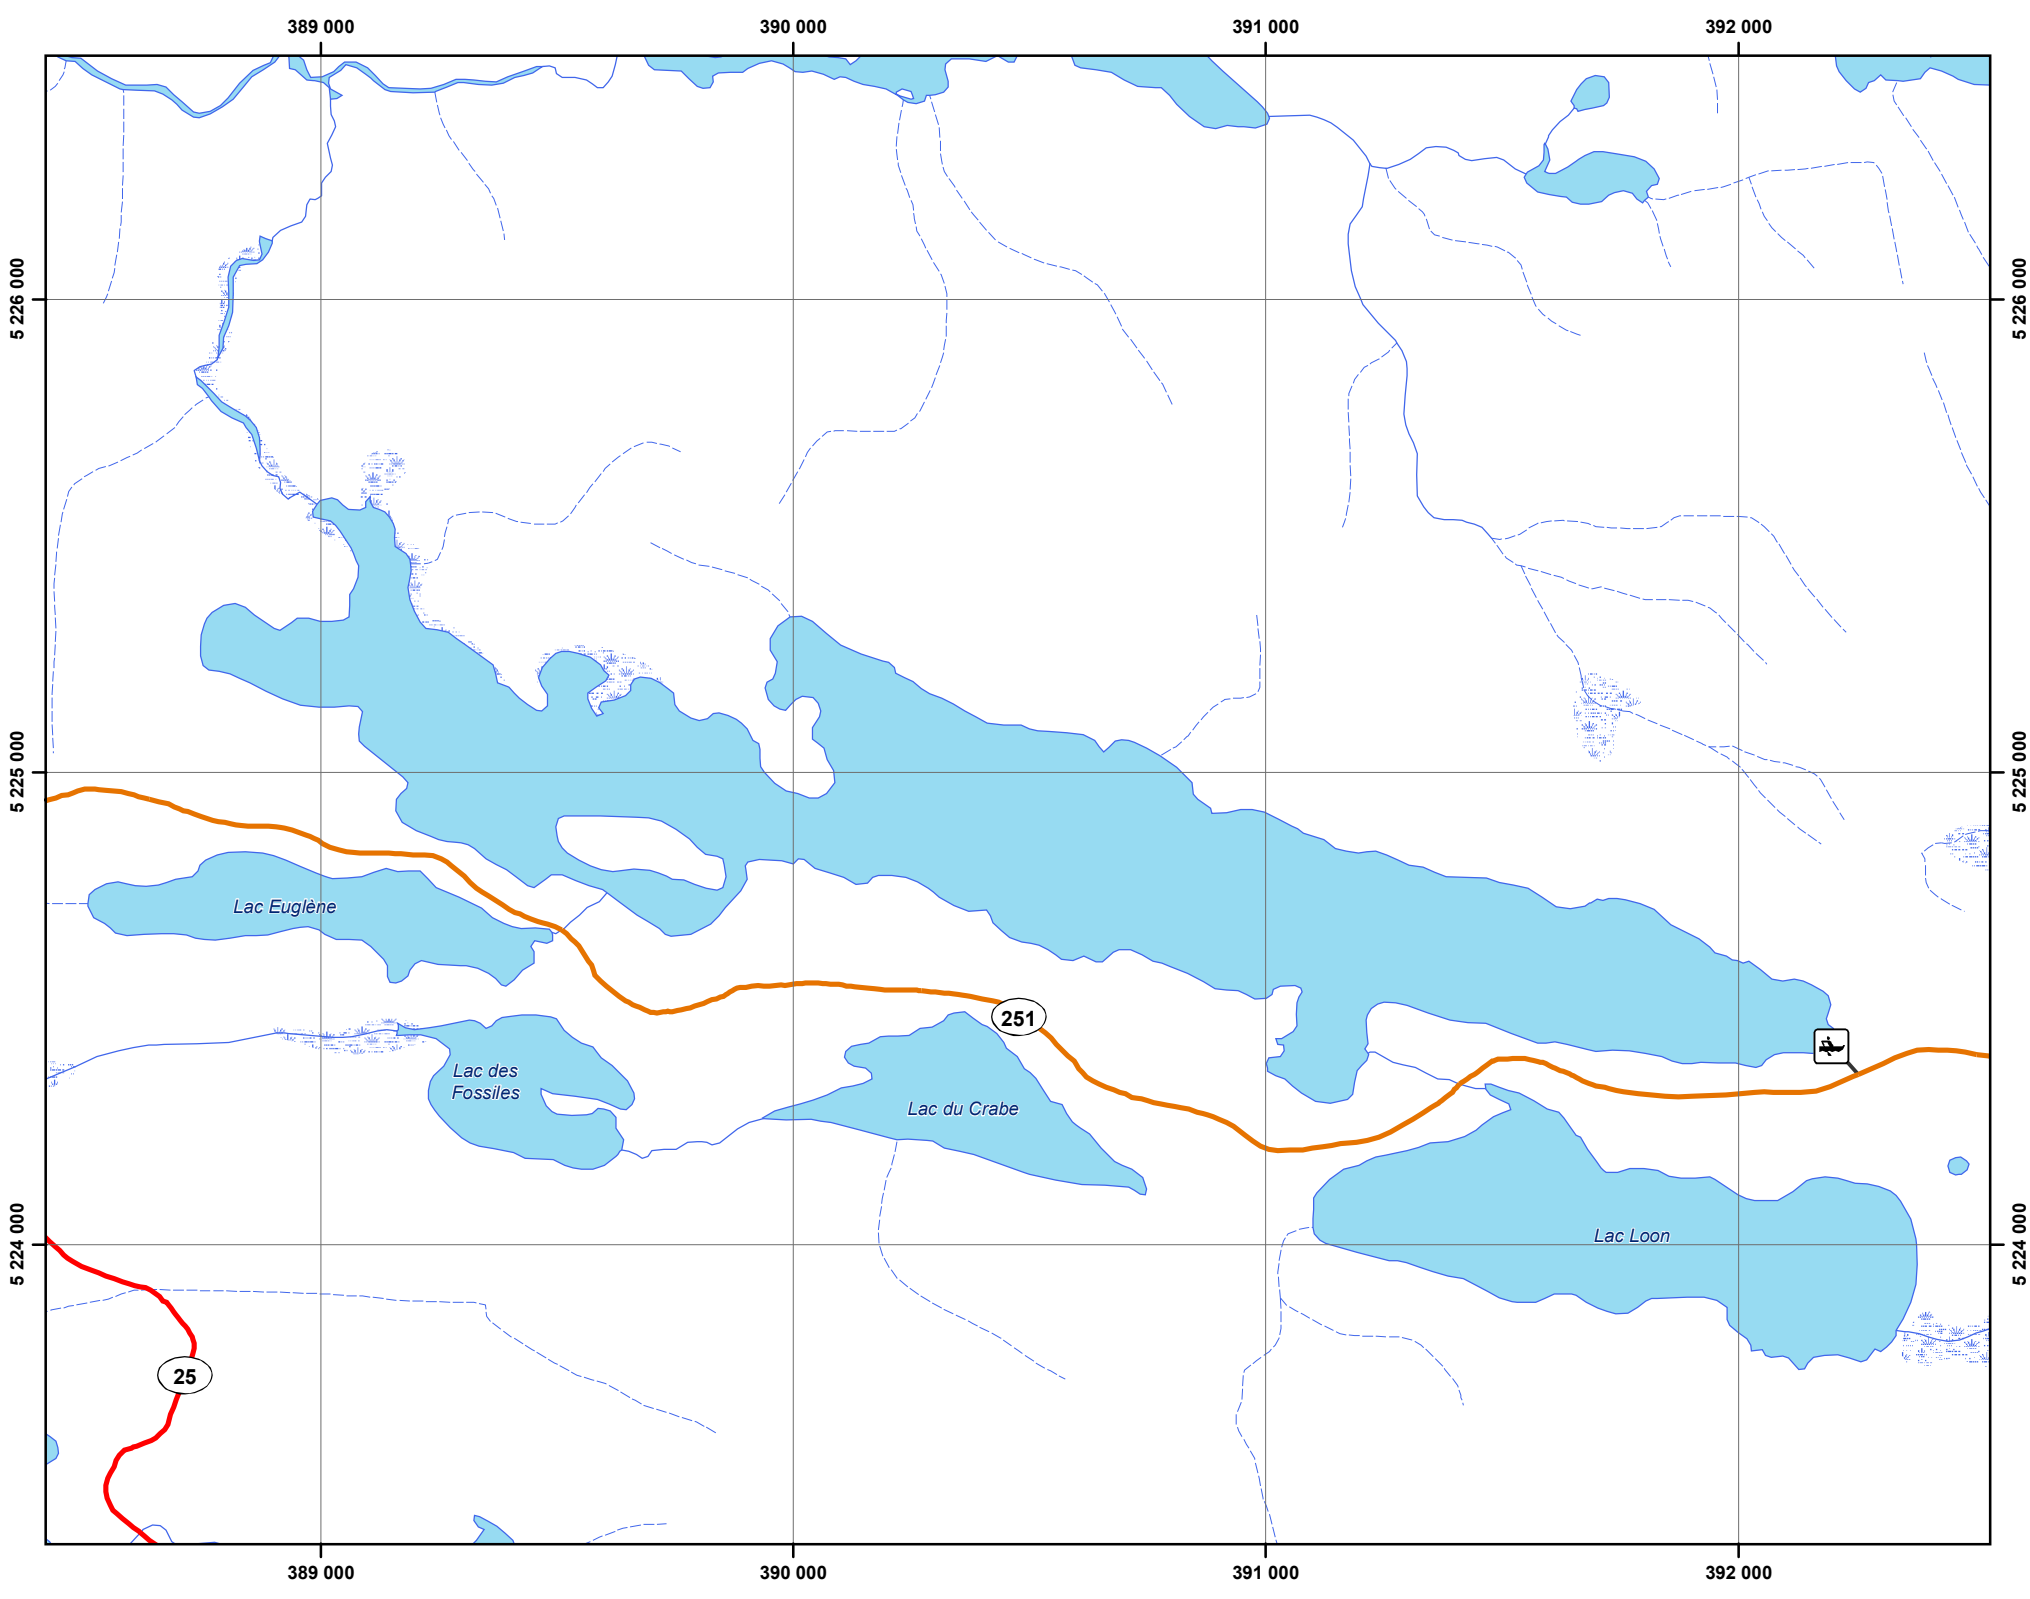 389 000 390 000 391 000 392 000
5 226 000 5 226 000
5 225 000 5 225 000
Lac Euglène
251
Lac des
Fossiles
Lac du Crabe
5 224 000 5 224 000
Lac Loon
25
389 000 390 000 391 000 392 000